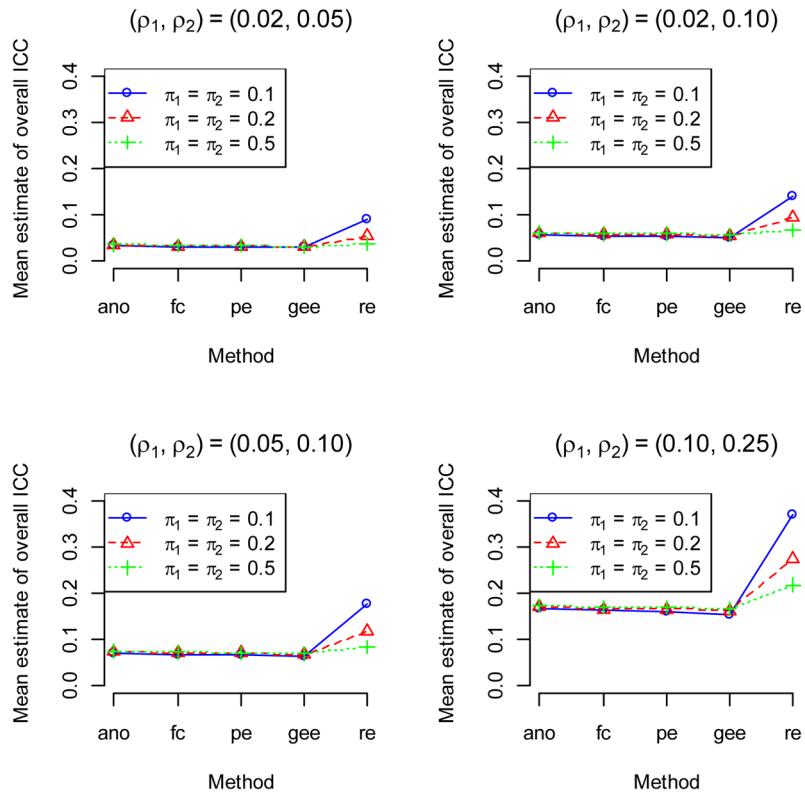 (ρ1, ρ2) = (0.02, 0.05)
Mean estimate of overall ICC
0.0 0.1 0.2 0.3 0.4
π1 = π2 = 0.1
π1 = π2 = 0.2
π1 = π2 = 0.5
ano fc pe gee re
Method
(ρ1, ρ2) = (0.02, 0.10)
Mean estimate of overall ICC
0.0 0.1 0.2 0.3 0.4
π1 = π2 = 0.1
π1 = π2 = 0.2
π1 = π2 = 0.5
ano fc pe gee re
Method
(ρ1, ρ2) = (0.05, 0.10)
Mean estimate of overall ICC
0.0 0.1 0.2 0.3 0.4
π1 = π2 = 0.1
π1 = π2 = 0.2
π1 = π2 = 0.5
ano fc pe gee re
Method
(ρ1, ρ2) = (0.10, 0.25)
Mean estimate of overall ICC
0.0 0.1 0.2 0.3 0.4
π1 = π2 = 0.1
π1 = π2 = 0.2
π1 = π2 = 0.5
ano fc pe gee re
Method